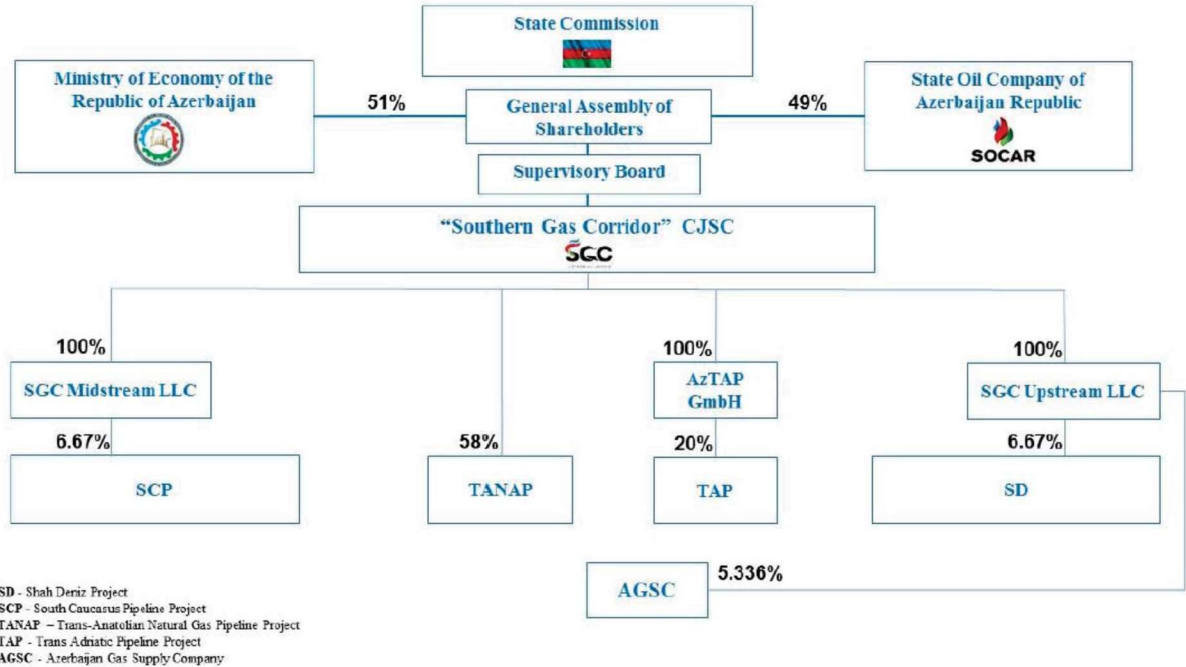 State Commission
Ministry of Economy of the
Republic of Azerbaijan
51%
General Assembly of
Shareholders
49%
State Oil Company of
Azerbaijan Republic
SOCAR
Supervisory Board
“Southern Gas Corridor” CJSC
SGC
100%
SGC Midstream LLC
100%
AzTAP
GmbH
100%
SGC Upstream LLC
6.67%
SCP
58%
TANAP
20%
TAP
6.67%
SD
AGSC
5.336%
SD - Shah Deniz Project
SCP - South Caucasus Pipeline Project
TANAP – Trans-Anatolian Natural Gas Pipeline Project
TAP - Trans Adriatic Pipeline Project
AGSC - Azerbaijan Gas Supply Company